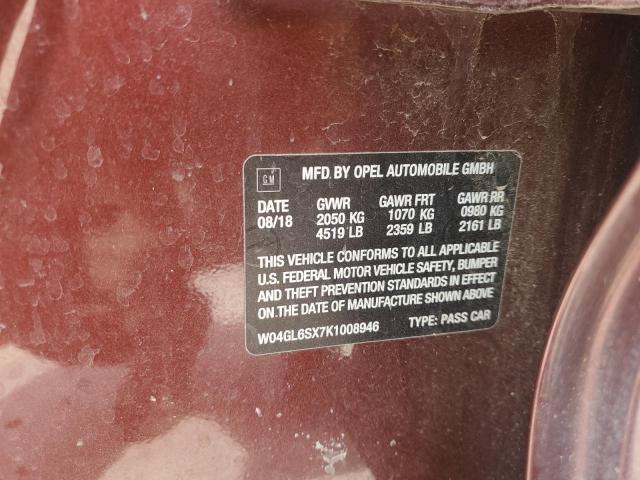 GM MFD. BY OPEL AUTOMOBILE GMBH
DATE GVWR GAWR FRT GAWR RR
08/18 2050 KG 1070 KG 0980 KG
4519 LB 2359 LB 2161 LB
THIS VEHICLE CONFORMS TO ALL APPLICABLE
U.S. FEDERAL MOTOR VEHICLE SAFETY, BUMPER
AND THEFT PREVENTION STANDARDS IN EFFECT
ON THE DATE OF MANUFACTURE SHOWN ABOVE
W04GL6SX7K1008946 TYPE: PASS CAR